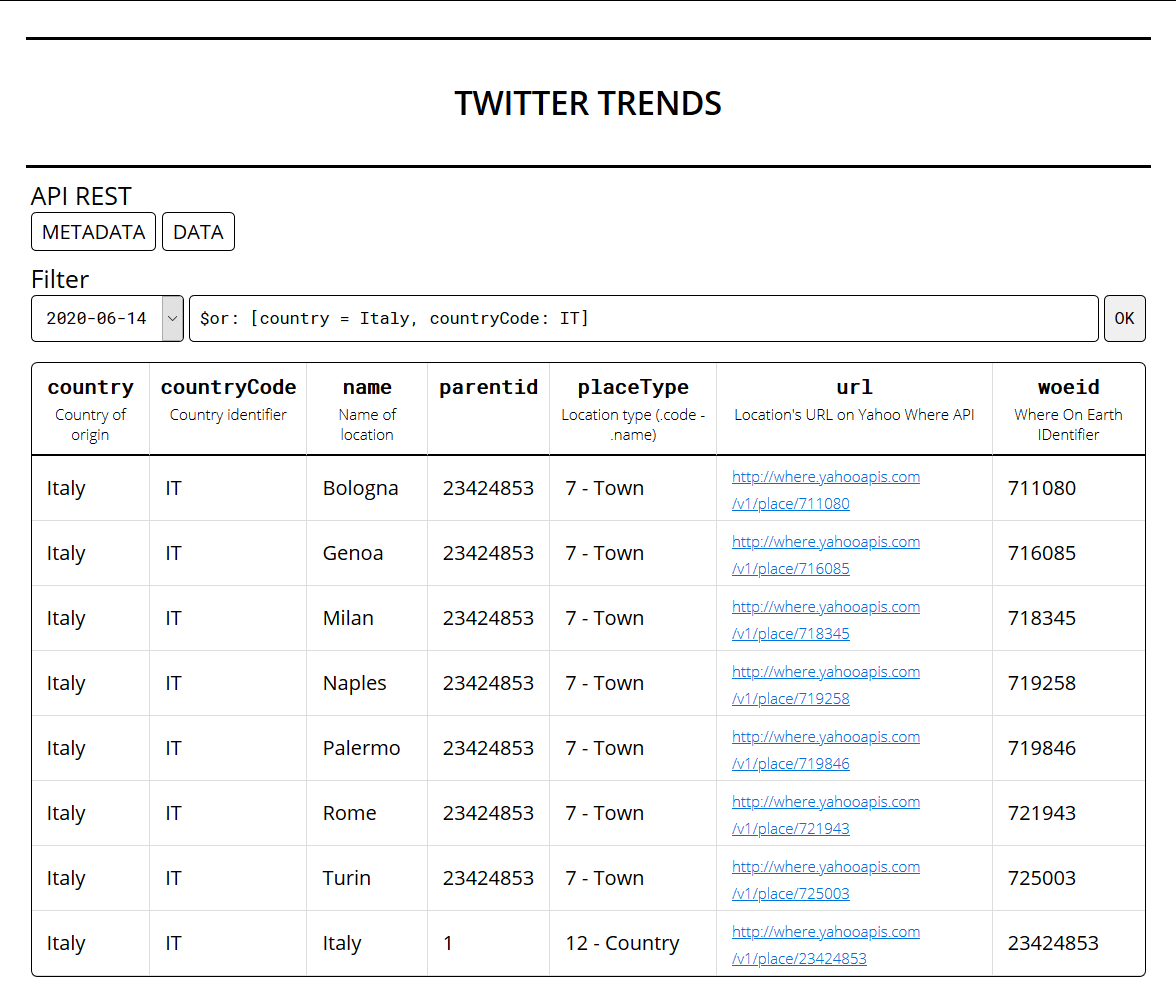 TWITTER TRENDS
API REST
METADATA DATA
Filter
2020-06-14 $or: [country = Italy, countryCode: IT] OK
country countryCode name parentid placeType url woeid
Country of Country identifier Name of Location type (.code - Location's URL on Yahoo Where API Where On Earth
origin location .name) IDentifier
Italy IT Bologna 23424853 7 - Town http://where.yahooapis.com 711080
/v1/place/711080
Italy IT Genoa 23424853 7 - Town http://where.yahooapis.com 716085
/v1/place/716085
Italy IT Milan 23424853 7 - Town http://where.yahooapis.com 718345
/v1/place/718345
Italy IT Naples 23424853 7 - Town http://where.yahooapis.com 719258
/v1/place/719258
Italy IT Palermo 23424853 7 - Town http://where.yahooapis.com 719846
/v1/place/719846
Italy IT Rome 23424853 7 - Town http://where.yahooapis.com 721943
/v1/place/721943
Italy IT Turin 23424853 7 - Town http://where.yahooapis.com 725003
/v1/place/725003
Italy IT Italy 1 12 - Country http://where.yahooapis.com 23424853
/v1/place/23424853